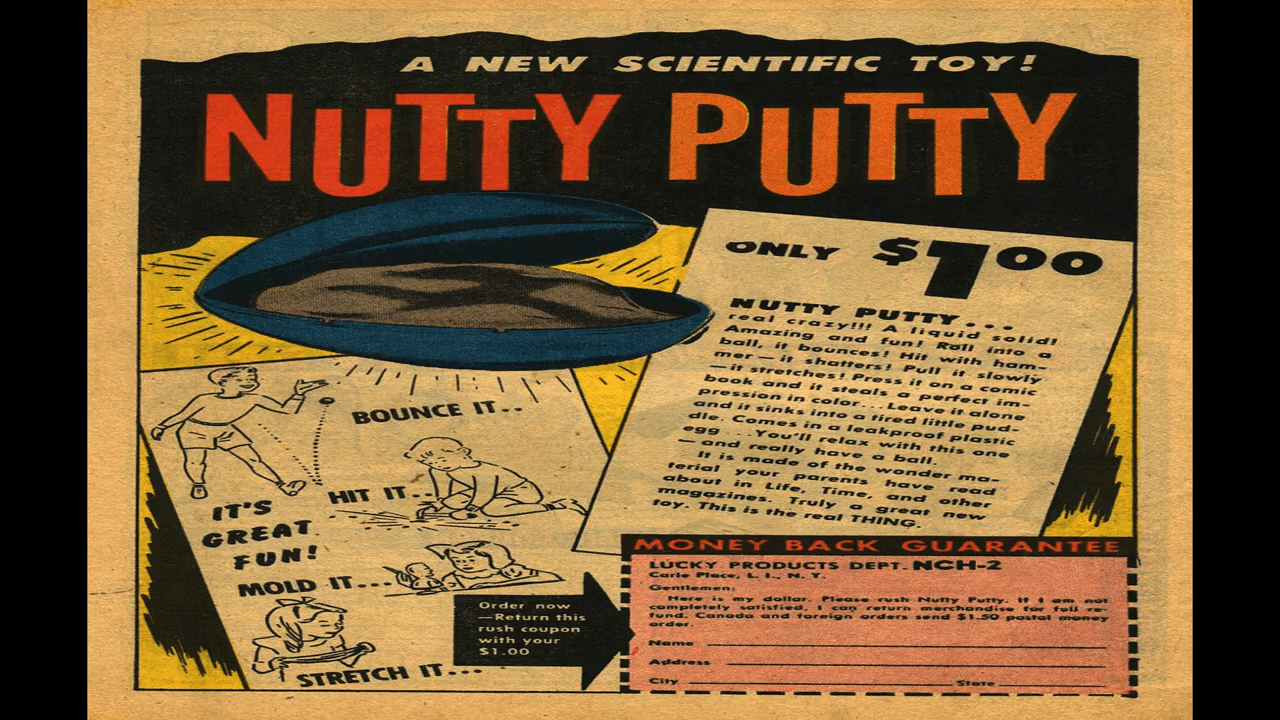 A NEW SCIENTIFIC TOY!
NUTTY PUTTY
ONLY $1.00
NUTTY PUTTY...
real crazy!!! A liquid solid!
Amazing and fun! Roll into a
ball, it bounces! Hit with ham-
mer — it shatters! Pull it slowly
— it stretches! Press it on a comic
book and it steals a perfect im-
pression in color... Leave it alone
and it sinks into a tired little pud-
dle. Comes in a leakproof plastic
egg ... You'll relax with this one
— and really have a ball.
It is made of the wonder ma-
terial your parents have read
about in Life, Time, and other
magazines. Truly a great new
toy. This is the real THING.
BOUNCE IT..
HIT IT..
IT'S
GREAT
FUN!
MOLD IT...
STRETCH IT...
Order now
—Return this
rush coupon
with your
$1.00
MONEY BACK GUARANTEE
LUCKY PRODUCTS DEPT. NCH-2
Carle Place, L. I., N. Y.
Gentlemen:
Here is my dollar. Please rush Nutty Putty. If I am not
completely satisfied, I can return merchandise for full re-
fund. Canada and foreign orders send $1.50 postal money
order.
Name
Address
City State